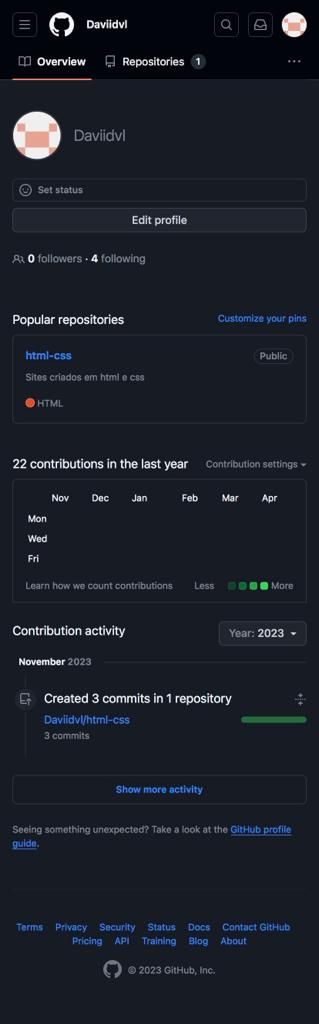 Daviidvl
Overview
Repositories 1
Daviidvl
Set status
Edit profile
0 followers · 4 following
Popular repositories
Customize your pins
html-css
Public
Sites criados em html e css
HTML
22 contributions in the last year
Contribution settings
Nov Dec Jan Feb Mar Apr
Mon
Wed
Fri
Learn how we count contributions
Less More
Contribution activity
Year: 2023
November 2023
Created 3 commits in 1 repository
Daviidvl/html-css
3 commits
Show more activity
Seeing something unexpected? Take a look at the GitHub profile
guide.
Terms Privacy Security Status Docs Contact GitHub
Pricing API Training Blog About
© 2023 GitHub, Inc.